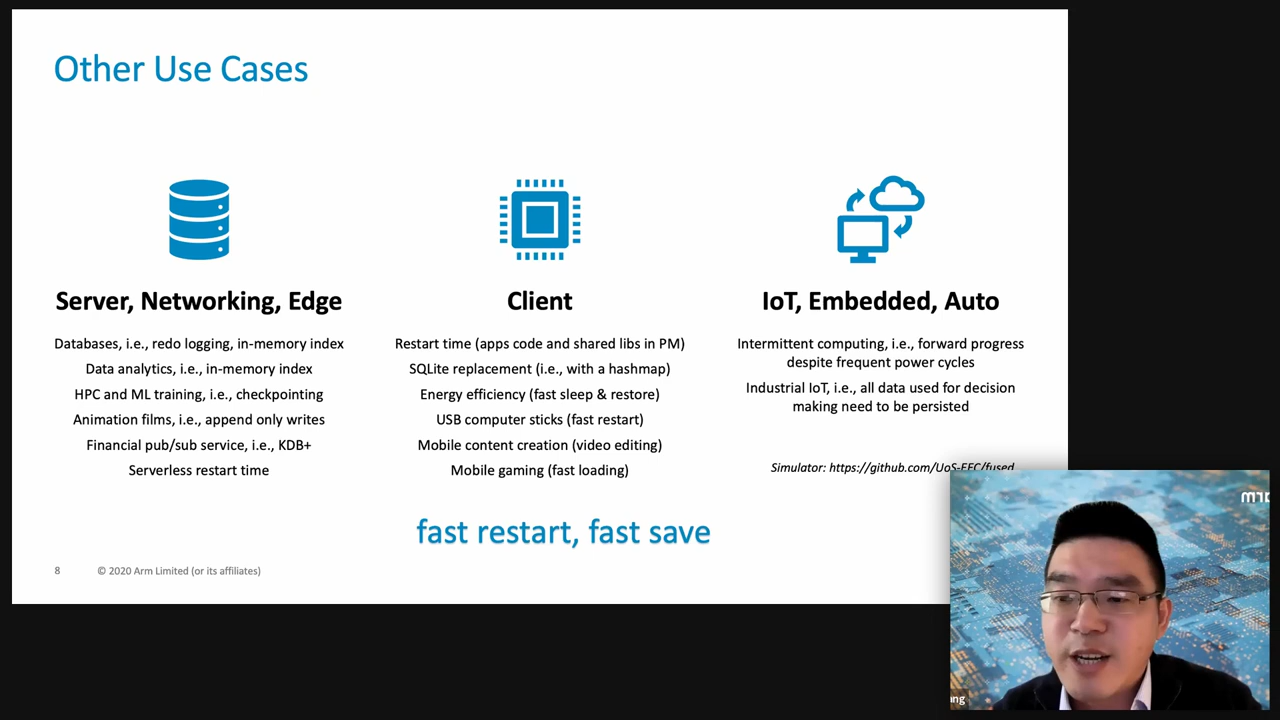 Other Use Cases
Server, Networking, Edge
Databases, i.e., redo logging, in-memory index
Data analytics, i.e., in-memory index
HPC and ML training, i.e., checkpointing
Animation films, i.e., append only writes
Financial pub/sub service, i.e., KDB+
Serverless restart time
Client
Restart time (apps code and shared libs in PM)
SQLite replacement (i.e., with a hashmap)
Energy efficiency (fast sleep & restore)
USB computer sticks (fast restart)
Mobile content creation (video editing)
Mobile gaming (fast loading)
IoT, Embedded, Auto
Intermittent computing, i.e., forward progress
despite frequent power cycles
Industrial IoT, i.e., all data used for decision
making need to be persisted
Simulator: https://github.com/UoS-EEC/fused
fast restart, fast save
8 © 2020 Arm Limited (or its affiliates)
ang